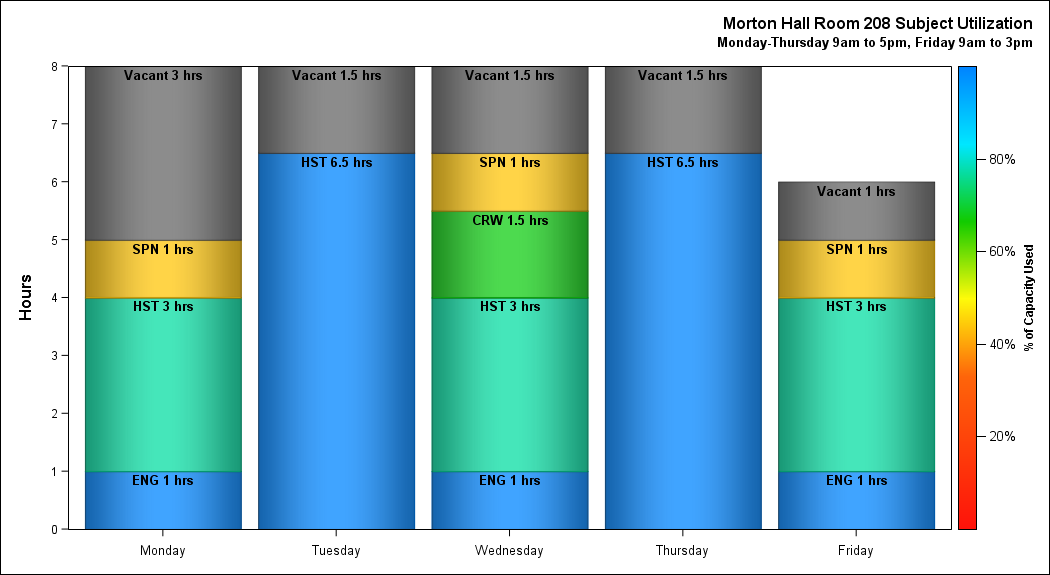 Morton Hall Room 208 Subject Utilization
Monday-Thursday 9am to 5pm, Friday 9am to 3pm
Hours
8
7
6
5
4
3
2
1
0
Vacant 3 hrs
SPN 1 hrs
HST 3 hrs
ENG 1 hrs
Vacant 1.5 hrs
HST 6.5 hrs
Vacant 1.5 hrs
SPN 1 hrs
CRW 1.5 hrs
HST 3 hrs
ENG 1 hrs
Vacant 1.5 hrs
HST 6.5 hrs
Vacant 1 hrs
SPN 1 hrs
HST 3 hrs
ENG 1 hrs
Monday
Tuesday
Wednesday
Thursday
Friday
80%
60%
40%
20%
% of Capacity Used